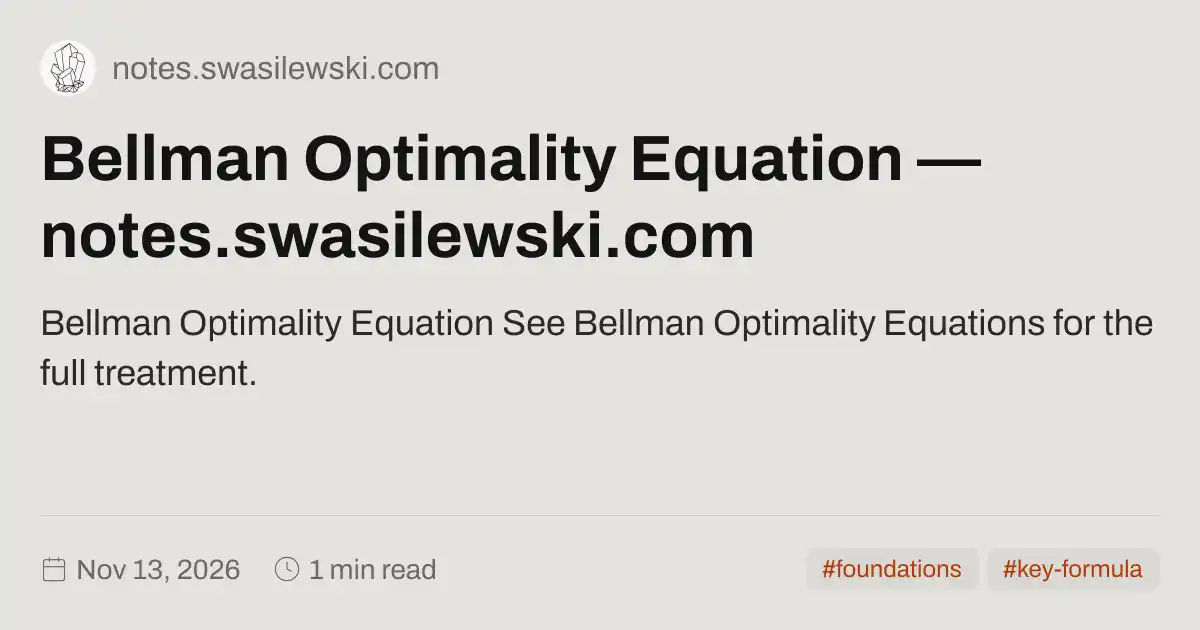 notes.swasilewski.com
Bellman Optimality Equation —
notes.swasilewski.com
Bellman Optimality Equation See Bellman Optimality Equations for the
full treatment.
Nov 13, 2026 1 min read #foundations #key-formula